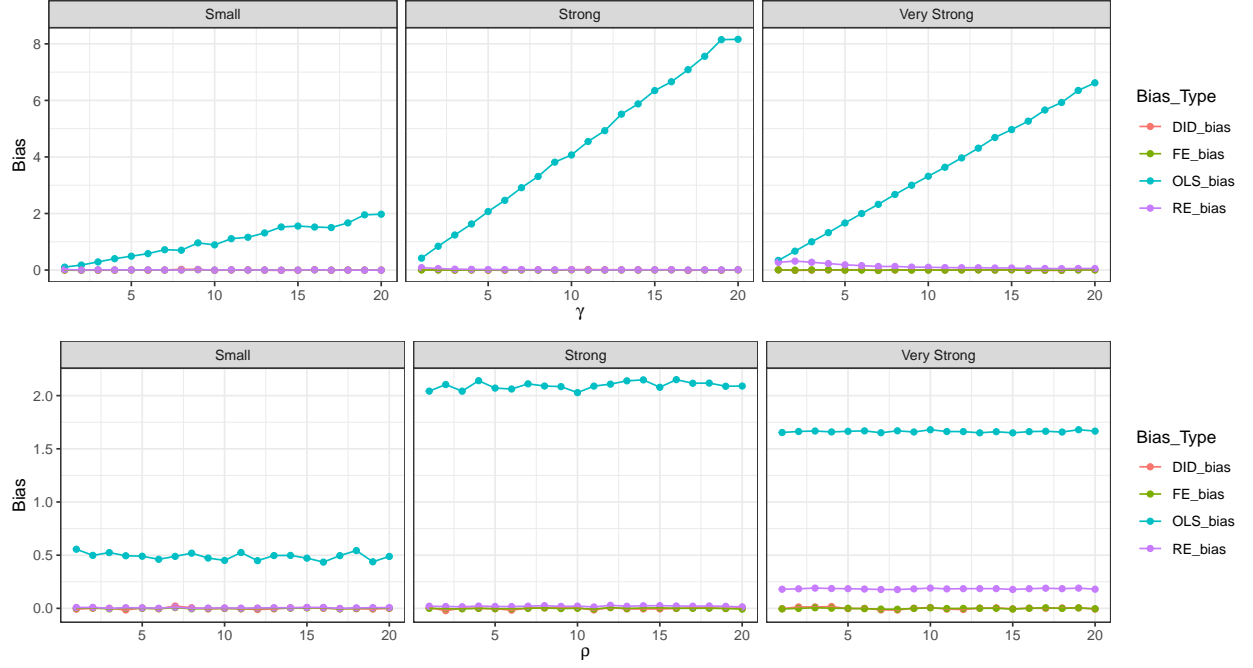 Small Strong Very Strong
8
6
4
2
0
Bias
5 10 15 20 5 10 15 20 5 10 15 20
γ
Bias_Type
DID_bias
FE_bias
OLS_bias
RE_bias
Small Strong Very Strong
2.0
1.5
1.0
0.5
0.0
Bias
5 10 15 20 5 10 15 20 5 10 15 20
ρ
Bias_Type
DID_bias
FE_bias
OLS_bias
RE_bias